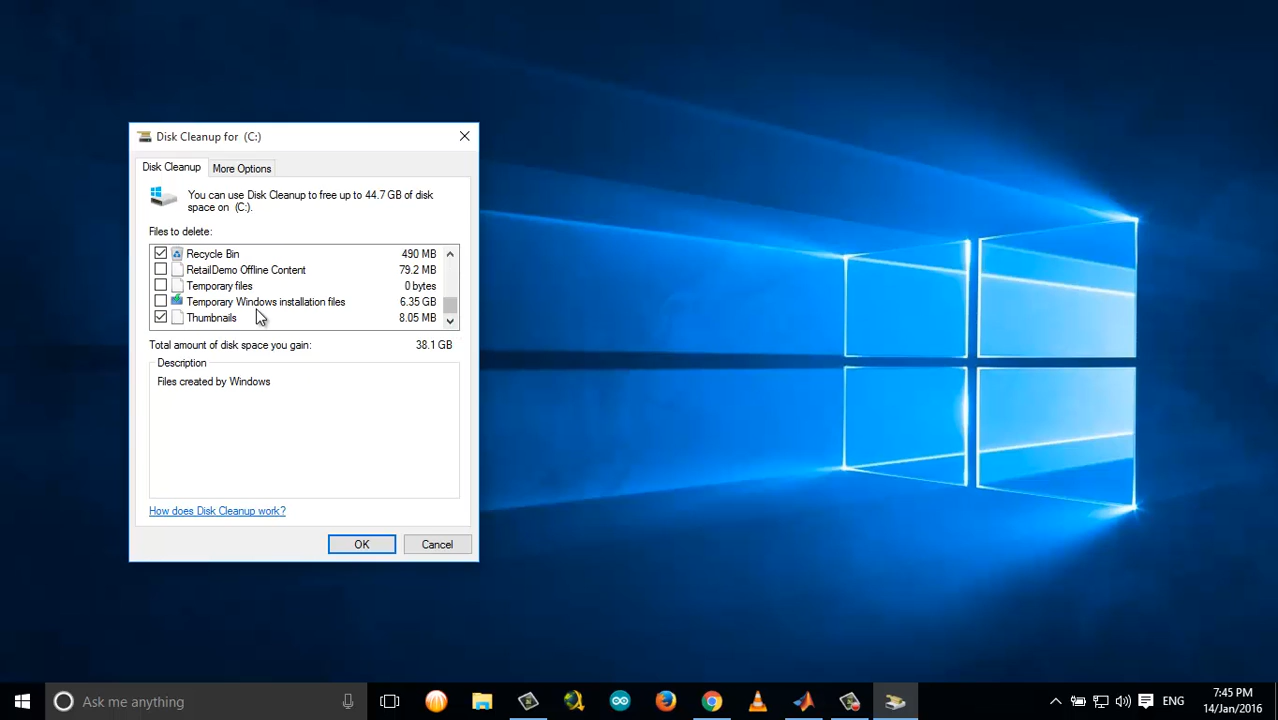 Disk Cleanup for (C:)
Disk Cleanup
More Options
You can use Disk Cleanup to free up to 44.7 GB of disk
space on (C:).
Files to delete:
Recycle Bin 490 MB
RetailDemo Offline Content 79.2 MB
Temporary files 0 bytes
Temporary Windows installation files 6.35 GB
Thumbnails 8.05 MB
Total amount of disk space you gain: 38.1 GB
Description
Files created by Windows
How does Disk Cleanup work?
OK
Cancel
Ask me anything
ENG
7:45 PM
14/Jan/2016